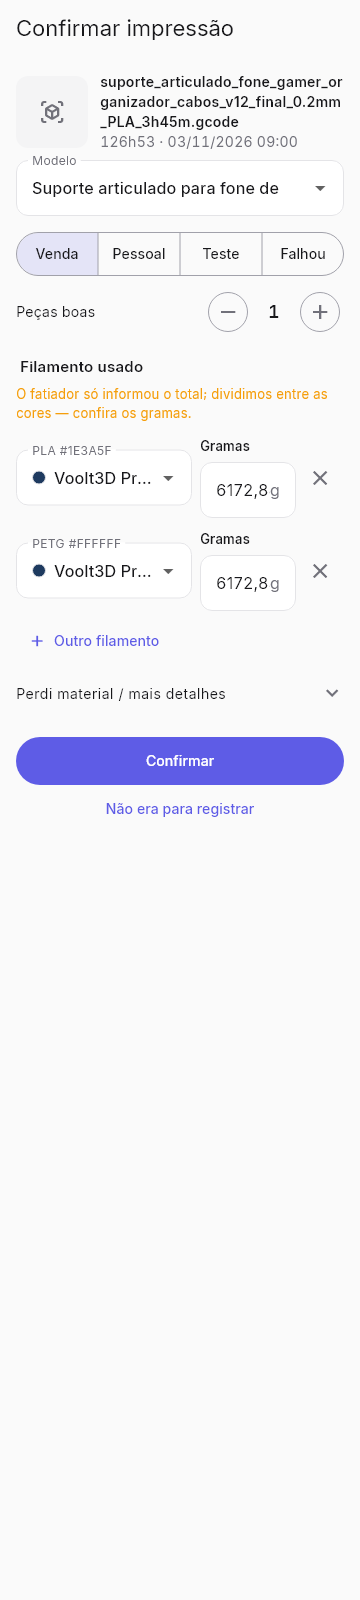 Confirmar impressão
suporte_articulado_fone_gamer_or
ganizador_cabos_v12_final_0.2mm
_PLA_3h45m.gcode
126h53 · 03/11/2026 09:00
Modelo
Suporte articulado para fone de
Venda Pessoal Teste Falhou
Peças boas 1
Filamento usado
O fatiador só informou o total; dividimos entre as
cores — confira os gramas.
PLA #1E3A5F Gramas
Voolt3D Pr... 6172,8g
PETG #FFFFFF Gramas
Voolt3D Pr... 6172,8g
+ Outro filamento
Perdi material / mais detalhes
Confirmar
Não era para registrar